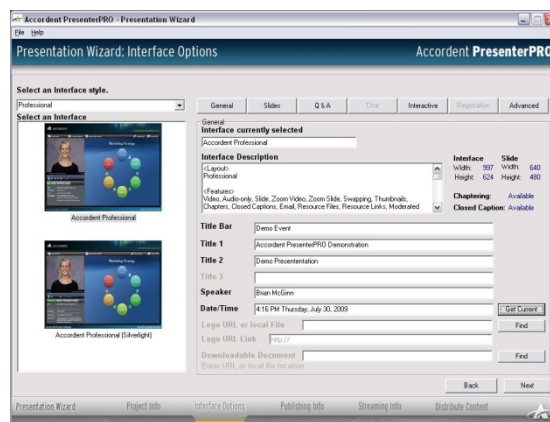 Accordent PresenterPRO - Presentation Wizard
File Help
Presentation Wizard: Interface Options
Accordent PresenterPRO
Select an Interface style.
Professional
Select an Interface
Accordent Professional
Accordent Professional (Silverlight)
General Slides Q & A Chat Interactive Registration Advanced
General
Interface currently selected
Accordent Professional
Interface Description
<Layout>
Professional
<Features>
Video, Audio-only, Slide, Zoom Video, Zoom Slide, Swapping, Thumbnails,
Chapters, Closed Captions, Email, Resource Files, Resource Links, Moderated
Interface Slide
Width: 997 Width: 640
Height: 624 Height: 480
Chaptering: Available
Closed Caption: Available
Title Bar Demo Event
Title 1 Accordent PresenterPRO Demonstration
Title 2 Demo Presententation
Title 3
Speaker Brian McGinn
Date/Time 4:16 PM Thursday, July 30, 2009 Get Current
Logo URL or local File Find
Logo URL Link http://
Downloadable Document Find
Enter URL or local file location
Back Next
Presentation Wizard Project Info Interface Options Publishing Info Streaming Info Distribute Content